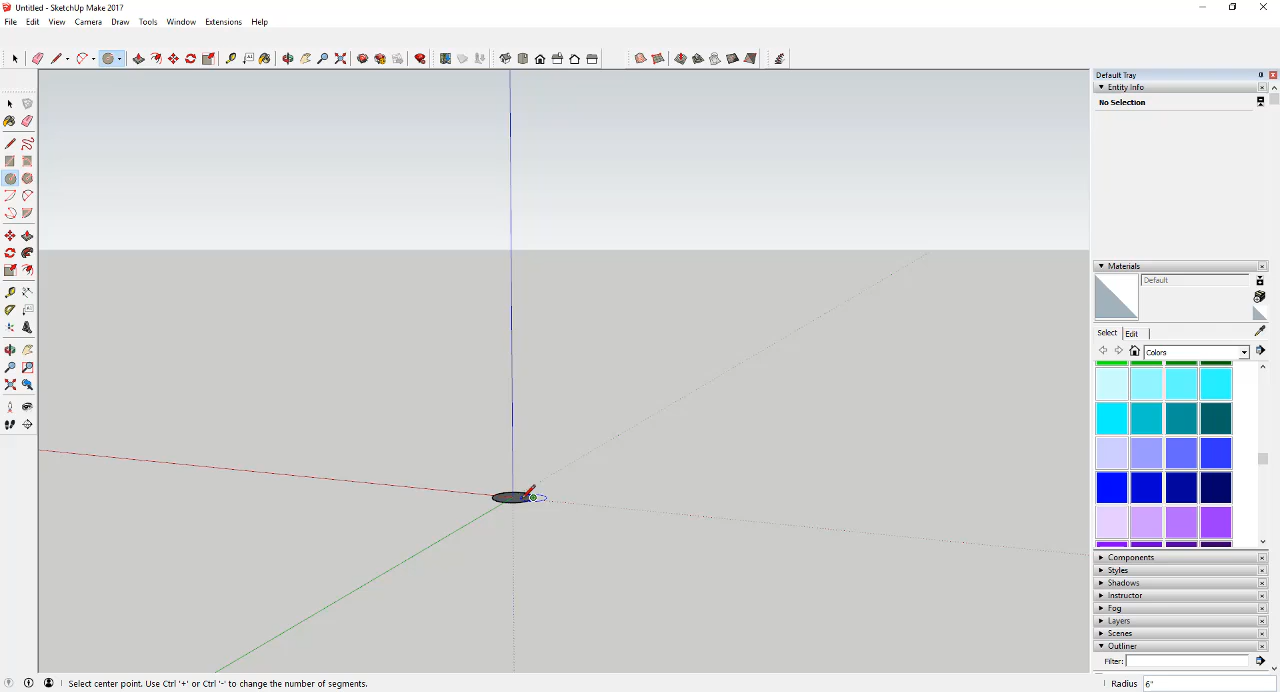 Untitled - SketchUp Make 2017
File Edit View Camera Draw Tools Window Extensions Help
Default Tray
Entity Info
No Selection
Materials
Default
Select Edit
Colors
Components
Styles
Shadows
Instructor
Fog
Layers
Scenes
Outliner
Filter:
Select center point. Use Ctrl '+' or Ctrl '-' to change the number of segments.
Radius 6"